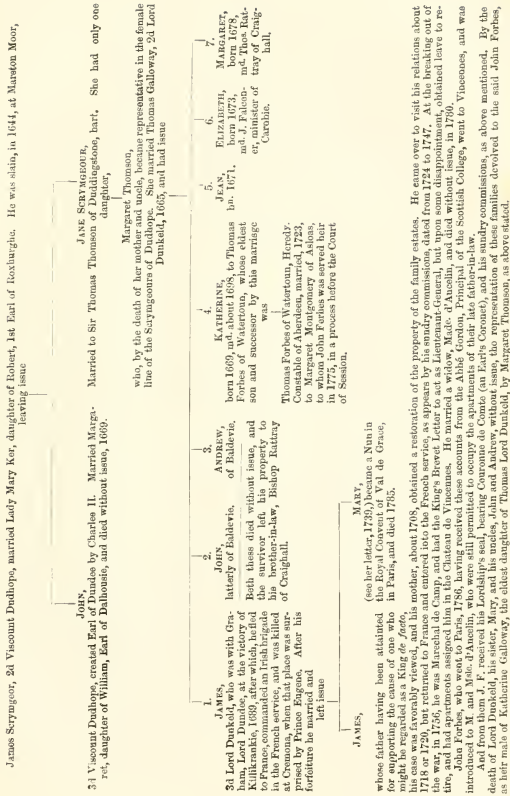 James Scrymgeor, 2d Viscount Dudhope, married Lady Mary Ker, daughter of Robert, 1st Earl of Roxburghe. He was slain, in 1644, at Marston Moor,
leaving issue
JOHN,
3d Viscount Dudhope, created Earl of Dundee by Charles II. Married Marga-
ret, daughter of William, Earl of Dalhousie, and died without issue, 1669.
JANE SCRYMGEOUR,
Married to Sir Thomas Thomson of Duddingstone, bart. She had only one
daughter,
Margaret Thomson,
who, by the death of her mother and uncle, became representative in the female
line of the Scrymgeours of Dudhope. She married Thomas Galloway, 2d Lord
Dunkeld, 1665, and had issue
1.
JAMES,
3d Lord Dunkeld, who was with Gra-
ham, Lord Dundee, at the victory of
Killikrankie, 1689, after which, he fled
to France, commanded an Irish brigade
in the French service, and was killed
at Cremona, when that place was sur-
prised by Prince Eugene. After his
forfeiture he married and
left issue
2.
JOHN,
latterly of Baldevie.
3.
ANDREW,
of Baldevie.
Both these died without issue, and
the survivor left his property to
his brother-in-law, Bishop Rattray
of Craighall.
4.
KATHERINE,
born 1669, md. about 1698, to Thomas
Forbes of Watertoun, whose eldest
son and successor by this marriage
was
Thomas Forbes of Watertoun, Heredy.
Constable of Aberdeen, married, 1723,
to Margaret Montgomery of Asloas,
to whom John Forbes was served heir
in 1775, in a process before the Court
of Session.
5.
JEAN,
bn. 1671.
6.
ELIZABETH,
born 1673,
md. J. Falcon-
er, minister of
Carubie.
7.
MARGARET,
born 1678,
md. Thos. Rat-
tray of Craig-
hall.
JAMES,
whose father having been attainted
for supporting the cause of one who
might be regarded as a King de facto,
MARY,
(see her letter, 1739,) became a Nun in
the Royal Convent of Val de Grace,
in Paris, and died 1765.
his case was favorably viewed, and his mother, about 1708, obtained a restoration of the property of the family estates. He came over to visit his relations about
1718 or 1720, but returned to France and entered into the French service, as appears by his sundry commissions, dated from 1724 to 1747. At the breaking out of
the war, in 1756, he was Marechal de Camp, and had the King's Brevet Letter to act as Lieutenant-General, but upon some disappointment, obtained leave to re-
tire, and had apartments assigned him in the Chateau de Vincennes. He married a widow, Made. d'Ancelin, and died without issue, in 1780.
John Forbes, who went to Paris, 1786, having received these accounts from the Abbé Gordon, Principal of the Scottish College, went to Vincennes, and was
introduced to M. and Mde. d'Ancelin, who were still permitted to occupy the apartments of their late father-in-law.
And from them J. F. received his Lordship's seal, bearing Couronne de Comte (an Earl's Coronet), and his sundry commissions, as above mentioned. By the
death of Lord Dunkeld, his sister, Mary, and his uncles, John and Andrew, without issue, the representation of these families devolved to the said John Forbes,
as heir male of Katherine Galloway, the eldest daughter of Thomas Lord Dunkeld, by Margaret Thomson, as above stated.